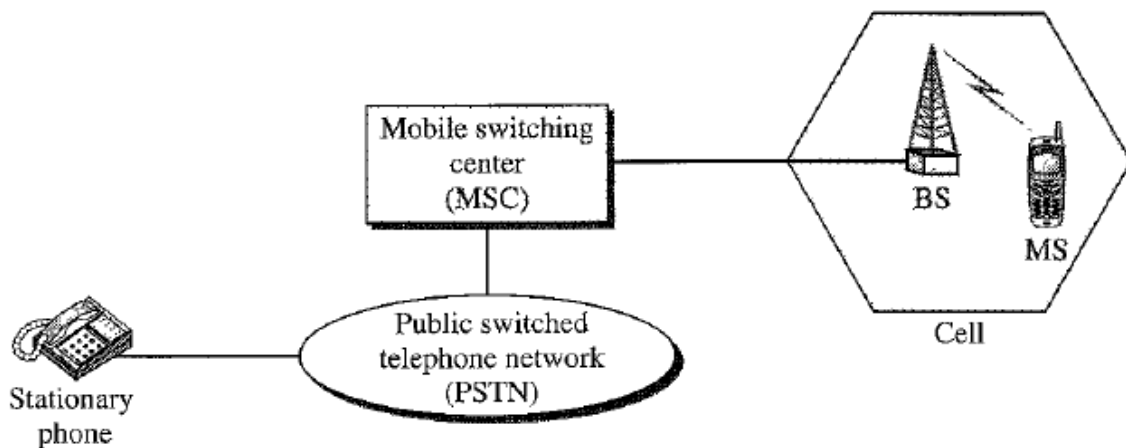 Mobile switching
center
(MSC)
BS
MS
Cell
Public switched
telephone network
(PSTN)
Stationary
phone